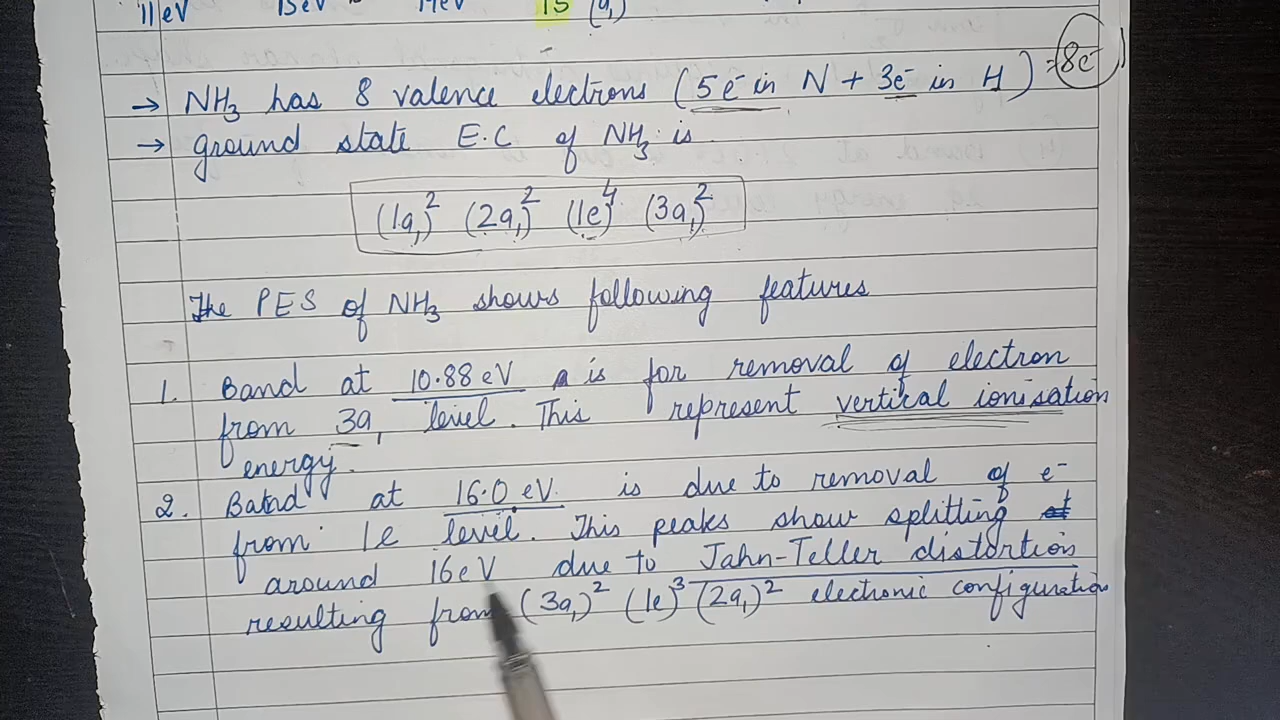 11eV 15eV 14eV 15 (a₁)
→ NH₃ has 8 valence electrons (5e⁻ in N + 3e⁻ in H) = 8e⁻
→ ground state E.C of NH₃ is
(1a₁)² (2a₁)² (1e)⁴ (3a₁)²
The PES of NH₃ shows following features
1. Band at 10.88 eV is for removal of electron
from 3a₁ level. This represent vertical ionisation
energy.
2. Band at 16.0 eV is due to removal of e⁻
from 1e level. This peaks show splitting
around 16eV due to Jahn-Teller distortion
resulting from (3a₁)² (1e)³ (2a₁)² electronic configuration